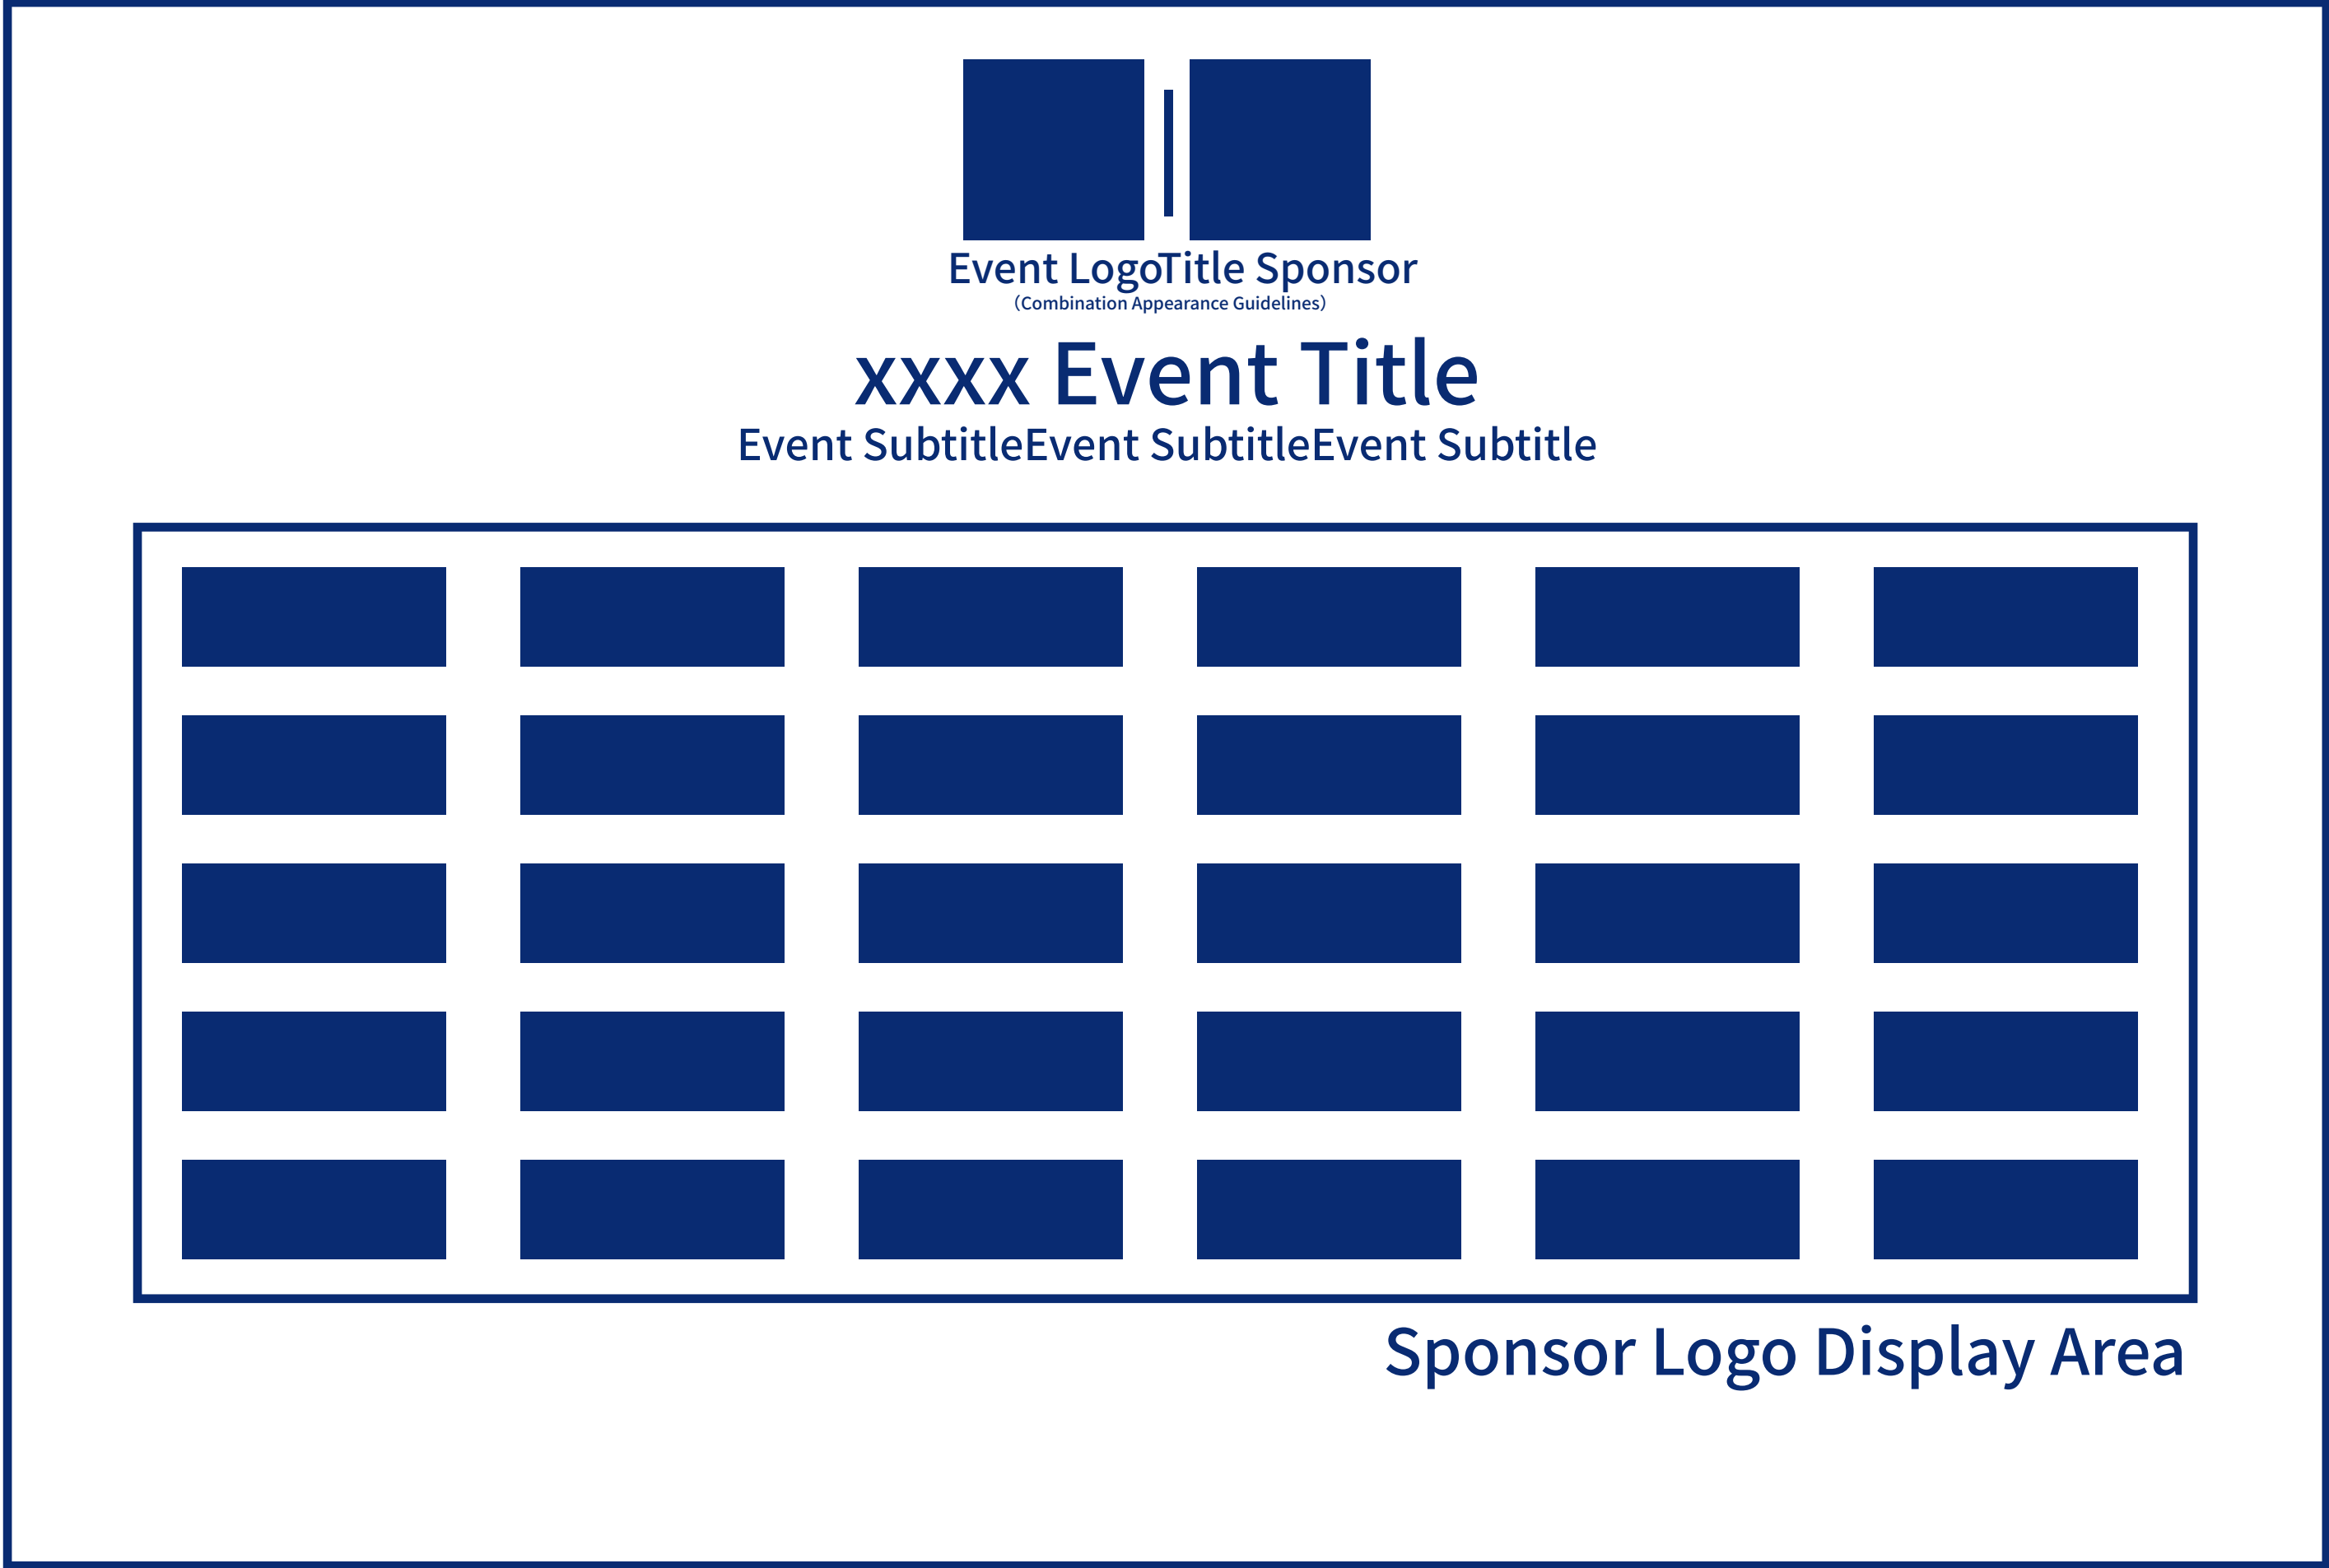 Event LogoTitle Sponsor
（Combination Appearance Guidelines）
xxxx Event Title
Event SubtitleEvent SubtitleEvent Subtitle
Sponsor Logo Display Area